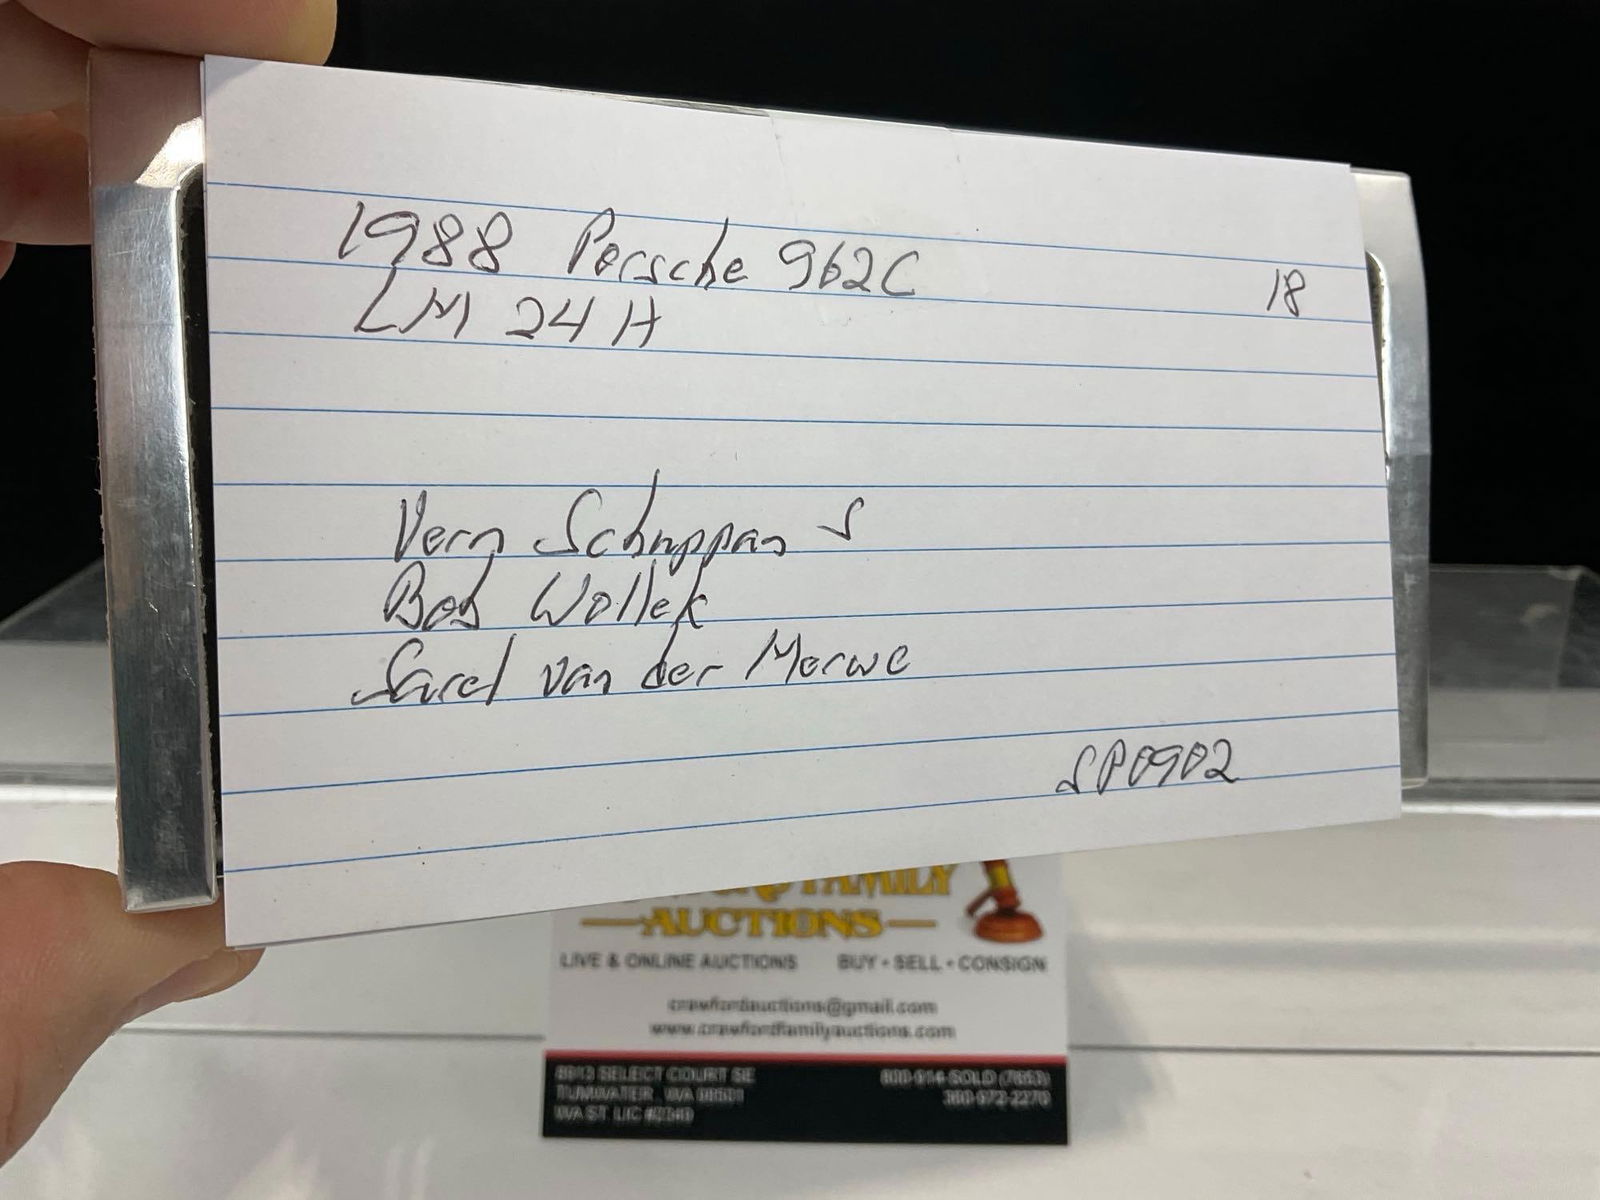 1988 Porsche 962C
18
LM 24 H
Vern Schuppan S
Bob Wollek
Sarel van der Merwe
SP0902
FAMILY
AUCTIONS
LIVE & ONLINE AUCTIONS BUY • SELL • CONSIGN
crawfordauctions@gmail.com
www.crawfordfamilyauctions.com
SELECT COURT SE
800-914-SOLD (7653)
TUMWATER, WA 98501
360-972-2270
WA ST. LIC